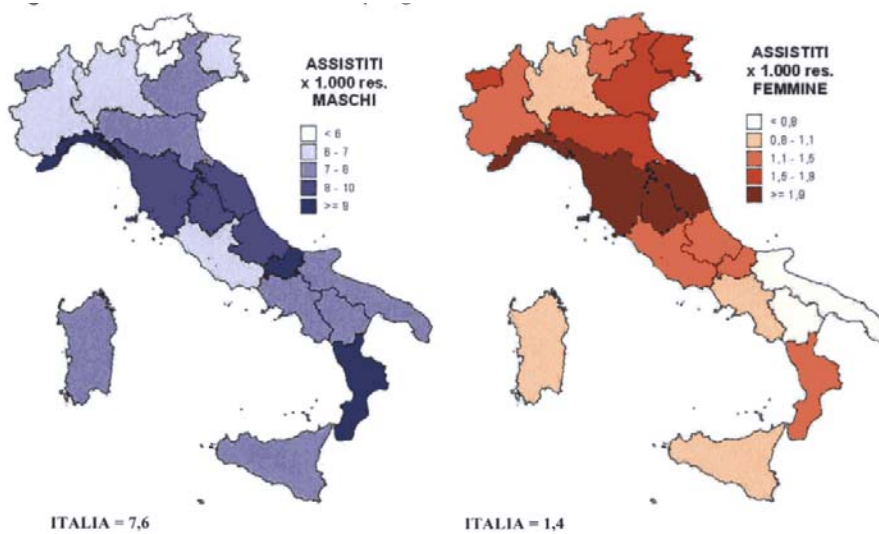 ASSISTITI
x 1.000 res.
MASCHI
< 6
6 - 7
7 - 8
8 - 10
>= 9
ITALIA = 7,6
ASSISTITI
x 1.000 res.
FEMMINE
< 0,8
0,8 - 1,1
1,1 - 1,5
1,5 - 1,9
>= 1,9
ITALIA = 1,4